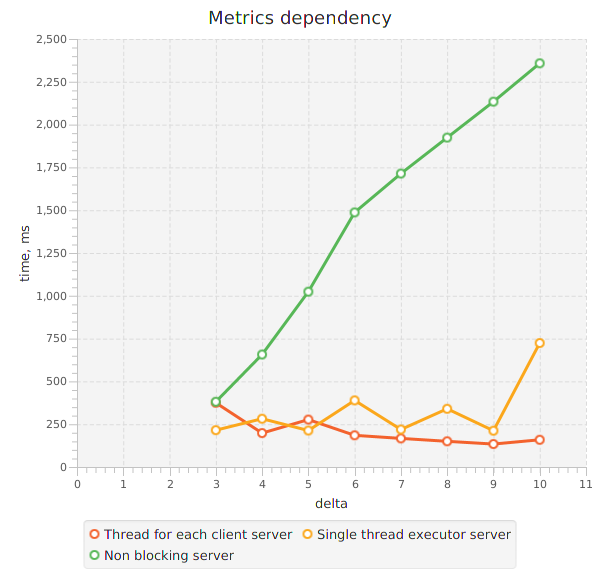 Metrics dependency
2,500
2,250
2,000
1,750
1,500
1,250
1,000
750
500
250
0
time, ms
0 1 2 3 4 5 6 7 8 9 10 11
delta
Thread for each client server Single thread executor server
Non blocking server